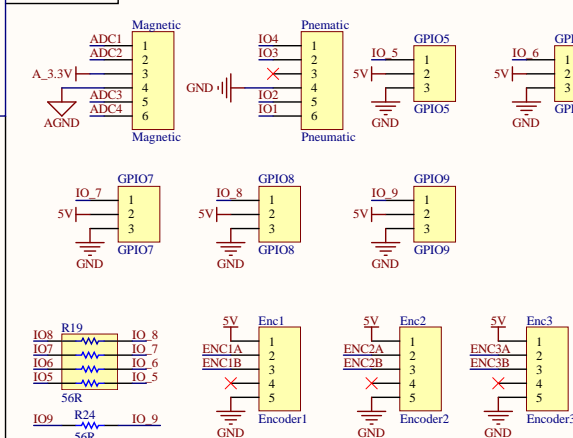 Magnetic
ADC1 1
ADC2 2
A_3.3V 3
4
ADC3 5
ADC4 6
AGND
Magnetic
Pnematic
IO4 1
IO3 2
3
GND 4
IO2 5
IO1 6
Pneumatic
GPIO5
IO_5 1
5V 2
3
GPIO5
GND
IO_6 1
5V 2
3
GND
GPIO7
IO_7 1
5V 2
3
GPIO7
GND
GPIO8
IO_8 1
5V 2
3
GPIO8
GND
GPIO9
IO_9 1
5V 2
3
GPIO9
GND
R19
IO8 IO_8
IO7 IO_7
IO6 IO_6
IO5 IO_5
56R
R24
IO9 IO_9
56R
5V Enc1
1
ENC1A 2
ENC1B 3
4
5
Encoder1
GND
5V Enc2
1
ENC2A 2
ENC2B 3
4
5
Encoder2
GND
5V Enc3
1
ENC3A 2
ENC3B 3
4
5
Encoder3
GND